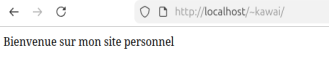 http://localhost/~kawai/
Bienvenue sur mon site personnel